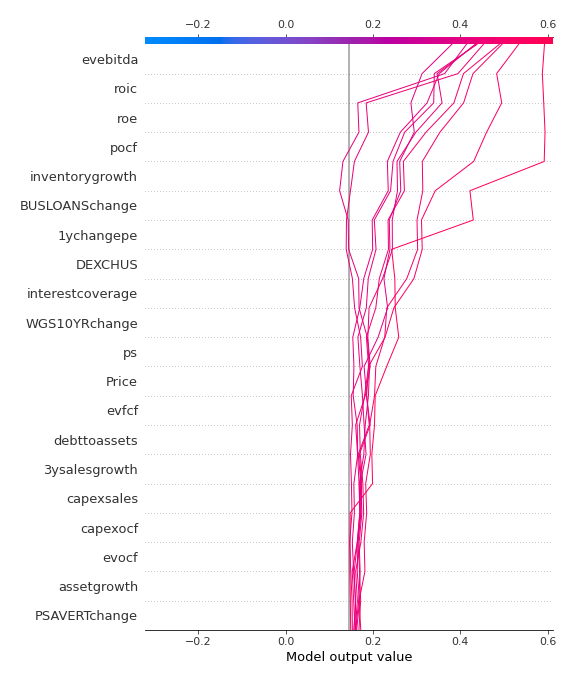 −0.2 0.0 0.2 0.4 0.6
evebitda
roic
roe
pocf
inventorygrowth
BUSLOANSchange
1ychangepe
DEXCHUS
interestcoverage
WGS10YRchange
ps
Price
evfcf
debttoassets
3ysalesgrowth
capexsales
capexocf
evocf
assetgrowth
PSAVERTchange
−0.2 0.0 0.2 0.4 0.6
Model output value